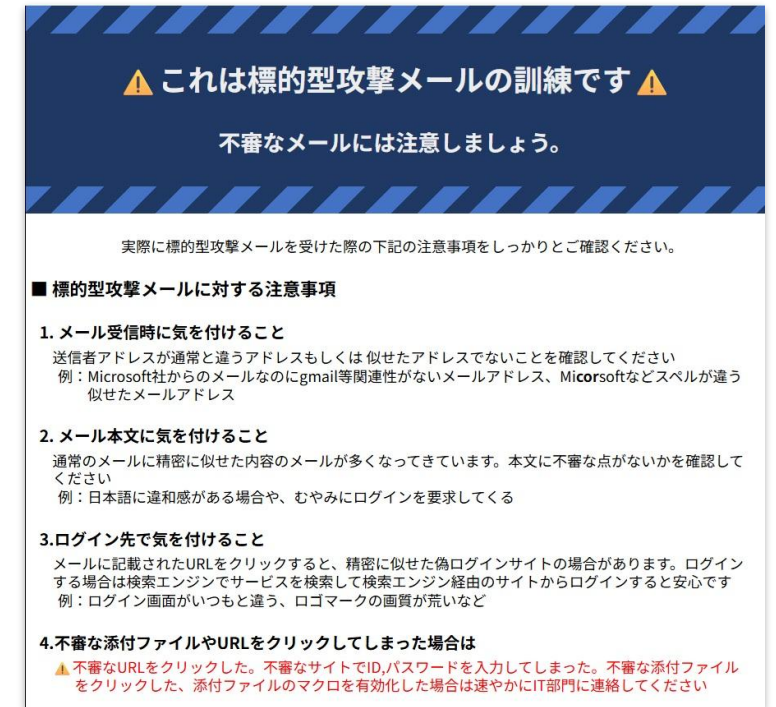 ⚠これは標的型攻撃メールの訓練です⚠
不審なメールには注意しましょう。
実際に標的型攻撃メールを受けた際の下記の注意事項をしっかりとご確認ください。
■ 標的型攻撃メールに対する注意事項
1. メール受信時に気を付けること
送信者アドレスが通常と違うアドレスもしくは 似せたアドレスでないことを確認してください
例：Microsoft社からのメールなのにgmail等関連性がないメールアドレス、Micorsoftなどスペルが違う
似せたメールアドレス
2. メール本文に気を付けること
通常のメールに精密に似せた内容のメールが多くなってきています。本文に不審な点がないかを確認して
ください
例：日本語に違和感がある場合や、むやみにログインを要求してくる
3.ログイン先で気を付けること
メールに記載されたURLをクリックすると、精密に似せた偽ログインサイトの場合があります。ログイン
する場合は検索エンジンでサービスを検索して検索エンジン経由のサイトからログインすると安心です
例：ログイン画面がいつもと違う、ロゴマークの画質が荒いなど
4.不審な添付ファイルやURLをクリックしてしまった場合は
⚠不審なURLをクリックした。不審なサイトでID,パスワードを入力してしまった。不審な添付ファイル
をクリックした、添付ファイルのマクロを有効化した場合は速やかにIT部門に連絡してください